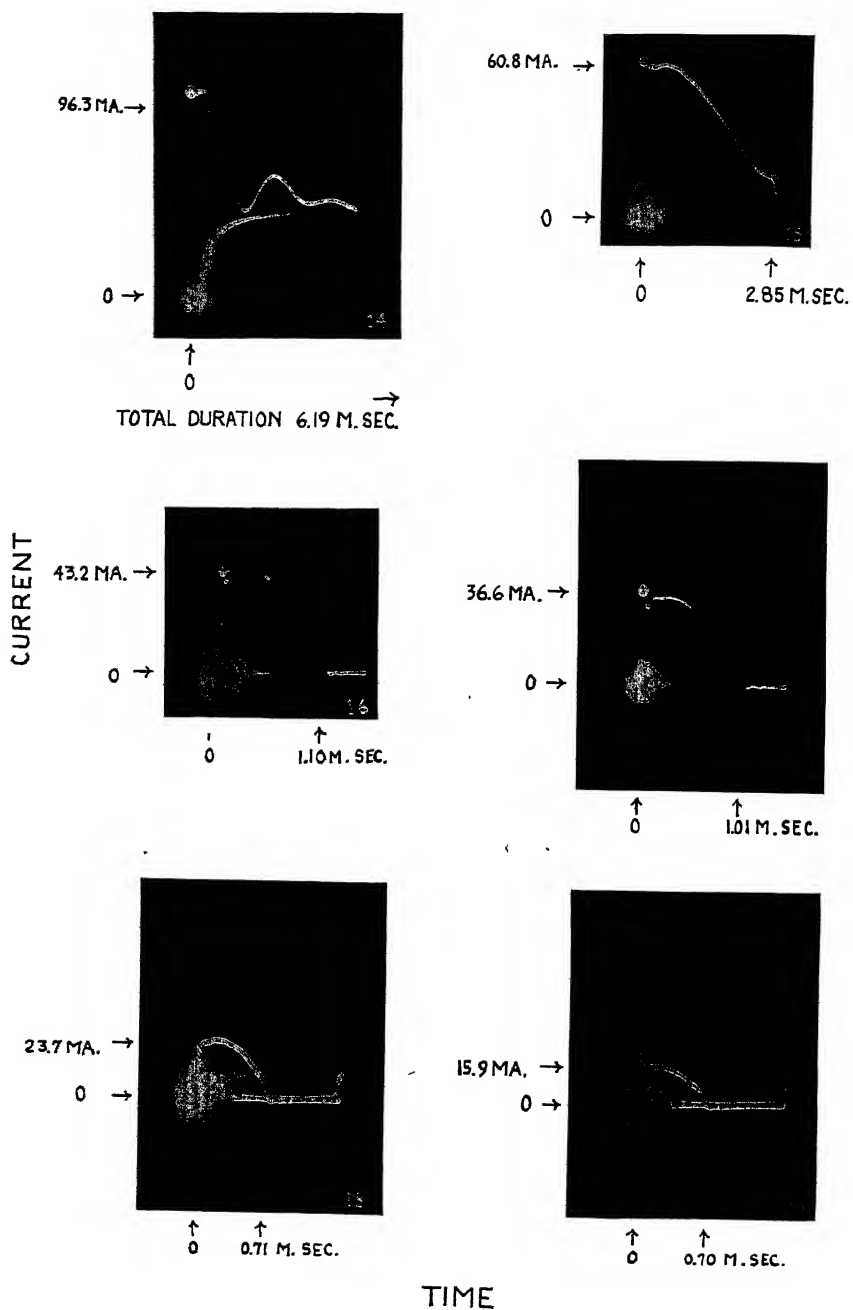 96.3 MA. →
0 →
14
↑
0
→
TOTAL DURATION 6.19 M. SEC.
60.8 MA. →
0 →
↑
0
↑
2.85 M. SEC.
CURRENT
43.2 MA. →
0 →
16
0
↑
1.10 M. SEC.
36.6 MA. →
0 →
↑
0
↑
1.01 M. SEC.
23.7 MA. →
0 →
↑
0
↑
0.71 M. SEC.
15.9 MA. →
0 →
↑
0
↑
0.70 M. SEC.
TIME